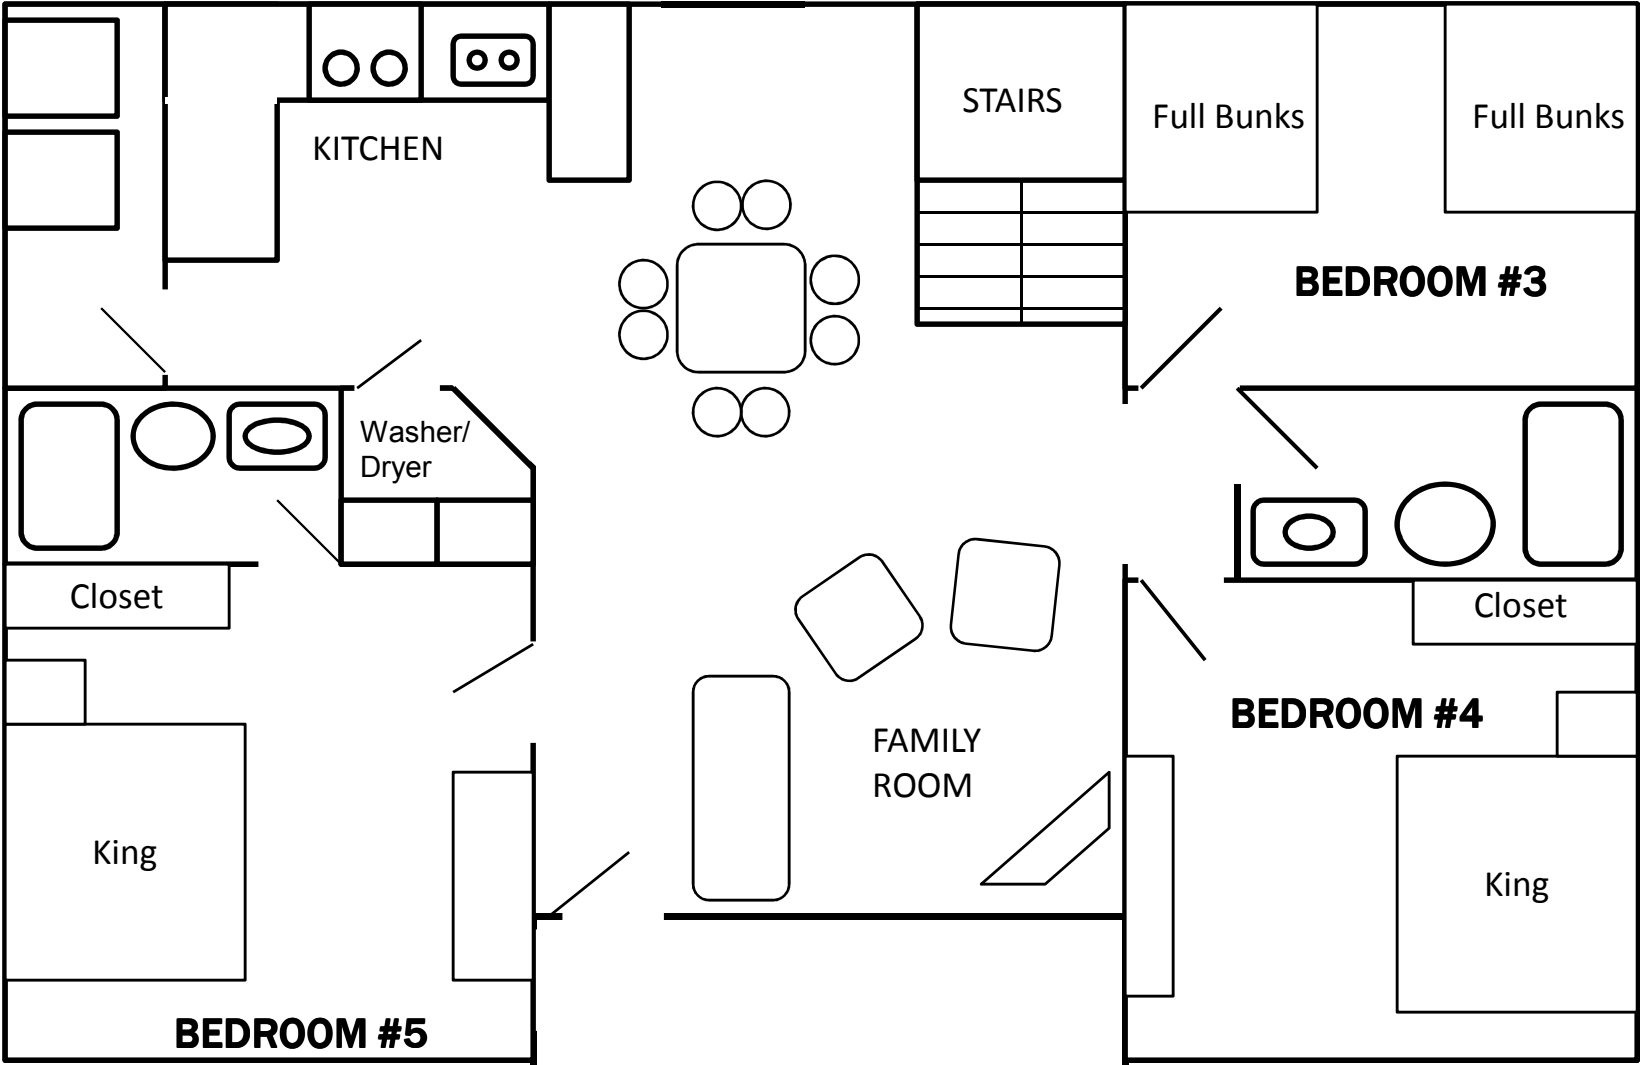 STAIRS
Full Bunks
Full Bunks
KITCHEN
BEDROOM #3
Washer/
Dryer
Closet
Closet
BEDROOM #4
FAMILY
ROOM
King
King
BEDROOM #5